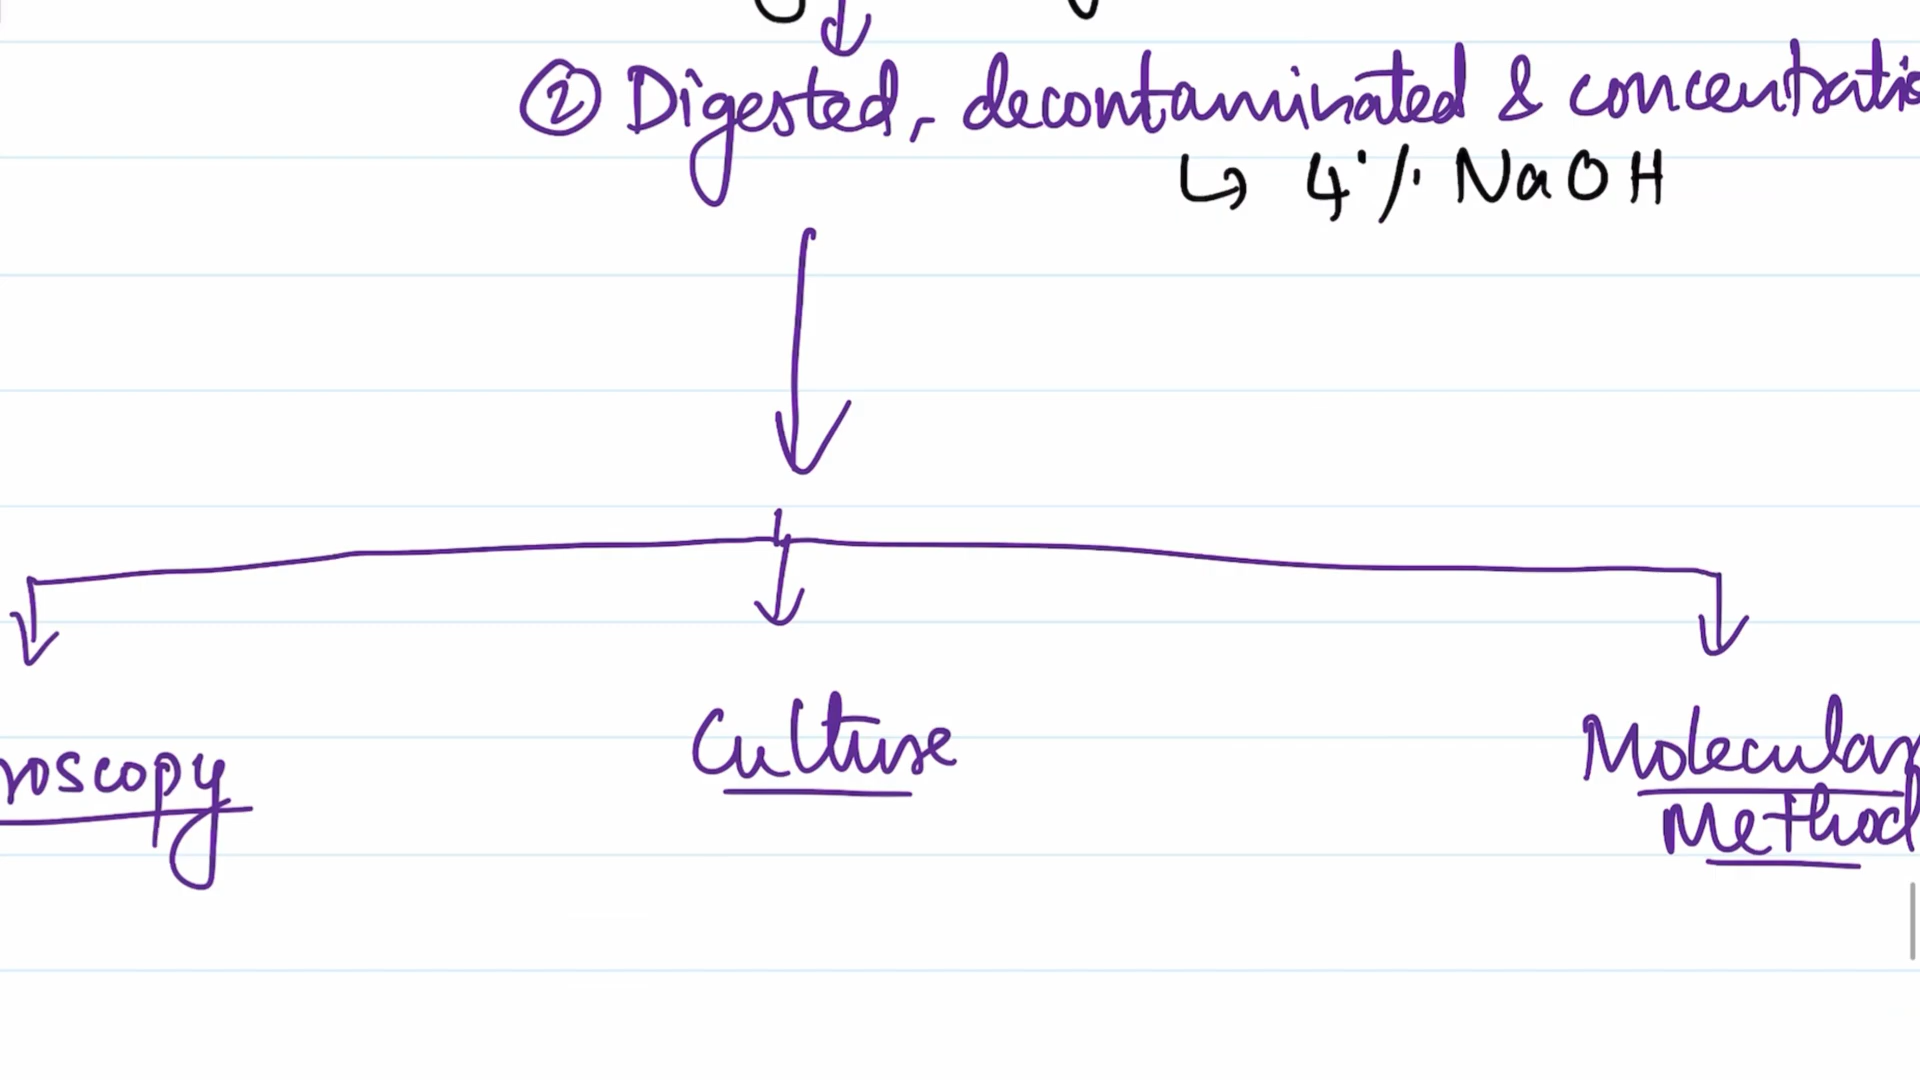 ② Digested, decontaminated & concentratio
↳ 4% NaOH
roscopy
Culture
Molecular
Method